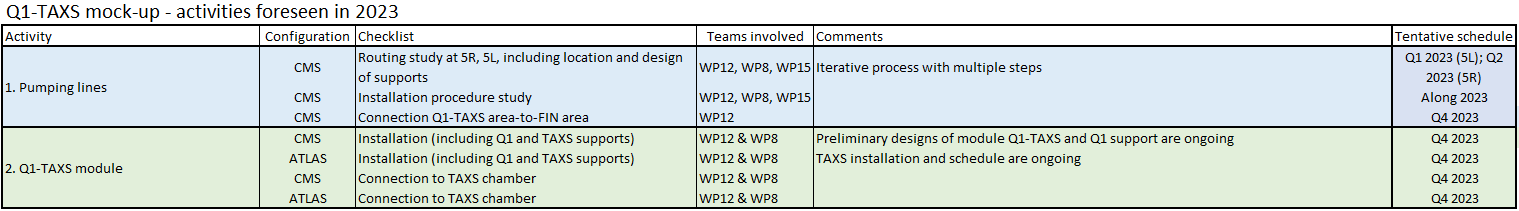 Q1-TAXS mock-up - activities foreseen in 2023
Activity Configuration Checklist Teams involved Comments Tentative schedule
1. Pumping lines
CMS Routing study at 5R, 5L, including location and design of supports WP12, WP8, WP15 Iterative process with multiple steps Q1 2023 (5L); Q2 2023 (5R)
CMS Installation procedure study WP12, WP8, WP15 Along 2023
CMS Connection Q1-TAXS area-to-FIN area WP12 Q4 2023
2. Q1-TAXS module
CMS Installation (including Q1 and TAXS supports) WP12 & WP8 Preliminary designs of module Q1-TAXS and Q1 support are ongoing Q4 2023
ATLAS Installation (including Q1 and TAXS supports) WP12 & WP8 TAXS installation and schedule are ongoing Q4 2023
CMS Connection to TAXS chamber WP12 & WP8 Q4 2023
ATLAS Connection to TAXS chamber WP12 & WP8 Q4 2023